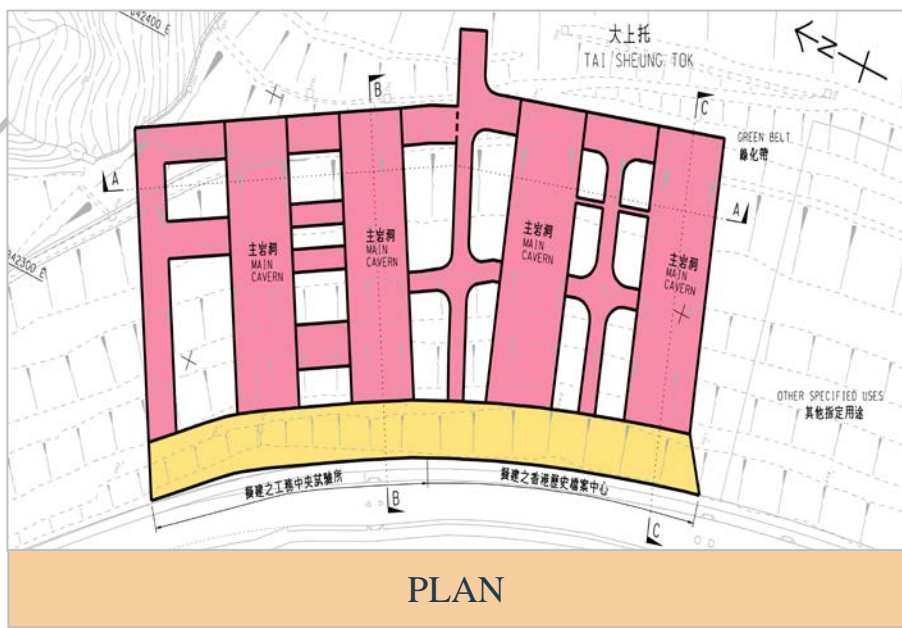 842400 E
大上托
TAI SHEUNG TOK
N
B
C
GREEN BELT
綠化帶
A
A
842300 E
主岩洞
MAIN
CAVERN
主岩洞
MAIN
CAVERN
主岩洞
MAIN
CAVERN
主岩洞
MAIN
CAVERN
OTHER SPECIFIED USES
其他指定用途
擬建之工務中央試驗所
擬建之香港歷史檔案中心
B
C
PLAN